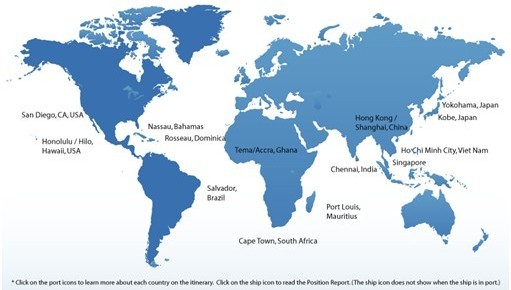 San Diego, CA, USA
Honolulu / Hilo,
Hawaii, USA
Nassau, Bahamas
Rosseau, Dominica
Salvador,
Brazil
Tema/Accra, Ghana
Cape Town, South Africa
Port Louis,
Mauritius
Chennai, India
Hong Kong /
Shanghai, China
Yokohama, Japan
Kobe, Japan
Ho Chi Minh City, Viet Nam
Singapore
* Click on the port icons to learn more about each country on the itinerary. Click on the ship icon to read the Position Report. (The ship icon does not show when the ship is in port.)